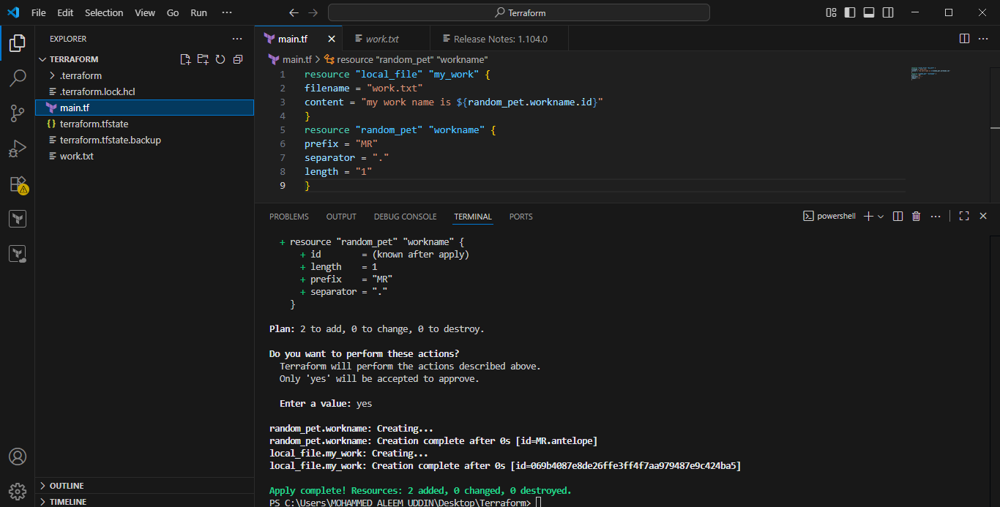 File Edit Selection View Go Run ··· Terraform
EXPLORER ···
TERRAFORM
.terraform
.terraform.lock.hcl
main.tf
terraform.tfstate
terraform.tfstate.backup
work.txt
OUTLINE
TIMELINE
main.tf work.txt Release Notes: 1.104.0
main.tf > resource "random_pet" "workname"
1 resource "local_file" "my_work" {
2 filename = "work.txt"
3 content = "my work name is ${random_pet.workname.id}"
4 }
5 resource "random_pet" "workname" {
6 prefix = "MR"
7 separator = "."
8 length = "1"
9 }
PROBLEMS OUTPUT DEBUG CONSOLE TERMINAL PORTS powershell
+ resource "random_pet" "workname" {
+ id = (known after apply)
+ length = 1
+ prefix = "MR"
+ separator = "."
}
Plan: 2 to add, 0 to change, 0 to destroy.
Do you want to perform these actions?
Terraform will perform the actions described above.
Only 'yes' will be accepted to approve.
Enter a value: yes
random_pet.workname: Creating...
random_pet.workname: Creation complete after 0s [id=MR.antelope]
local_file.my_work: Creating...
local_file.my_work: Creation complete after 0s [id=069b4087e8de26ffe3ff4f7aa979487e9c424ba5]
Apply complete! Resources: 2 added, 0 changed, 0 destroyed.
PS C:\Users\MOHAMMED ALEEM UDDIN\Desktop\Terraform>